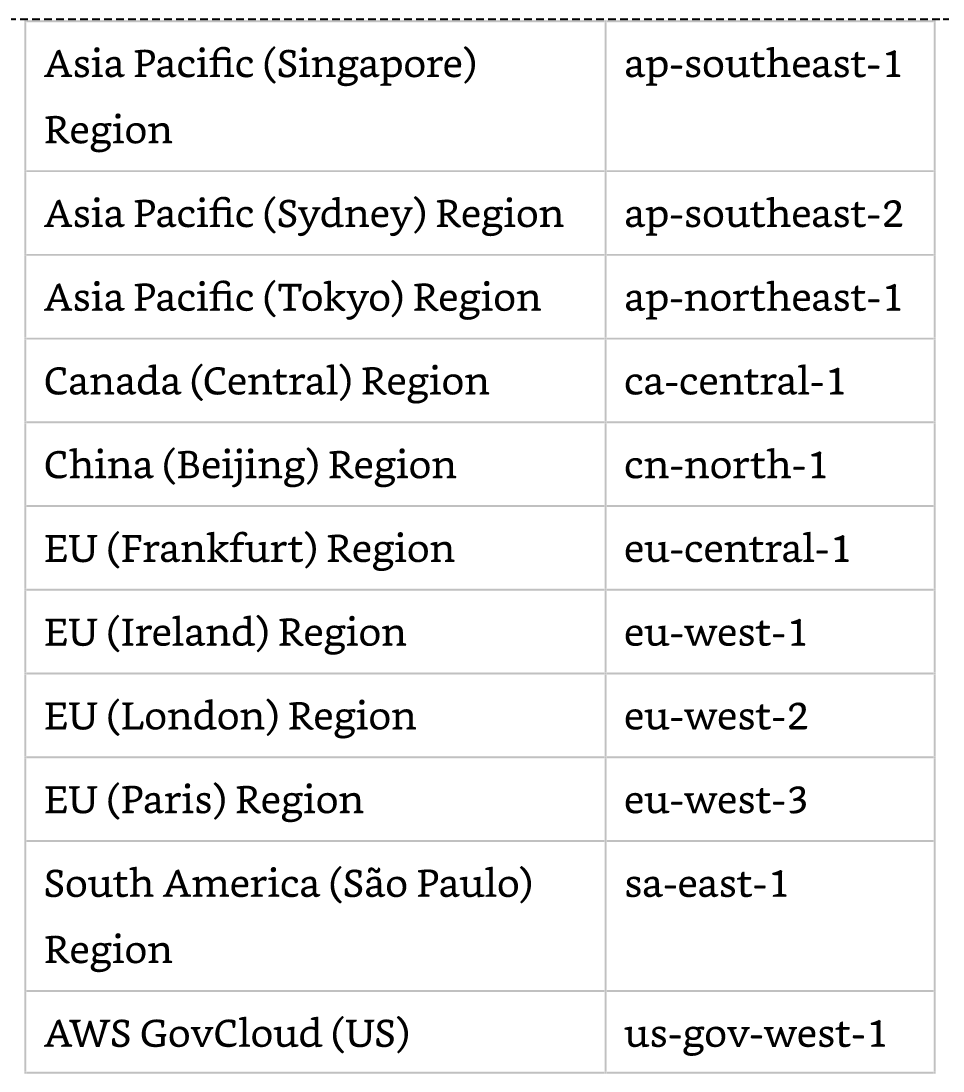 Asia Pacific (Singapore) ap-southeast-1
Region
Asia Pacific (Sydney) Region ap-southeast-2
Asia Pacific (Tokyo) Region ap-northeast-1
Canada (Central) Region ca-central-1
China (Beijing) Region cn-north-1
EU (Frankfurt) Region eu-central-1
EU (Ireland) Region eu-west-1
EU (London) Region eu-west-2
EU (Paris) Region eu-west-3
South America (São Paulo) sa-east-1
Region
AWS GovCloud (US) us-gov-west-1